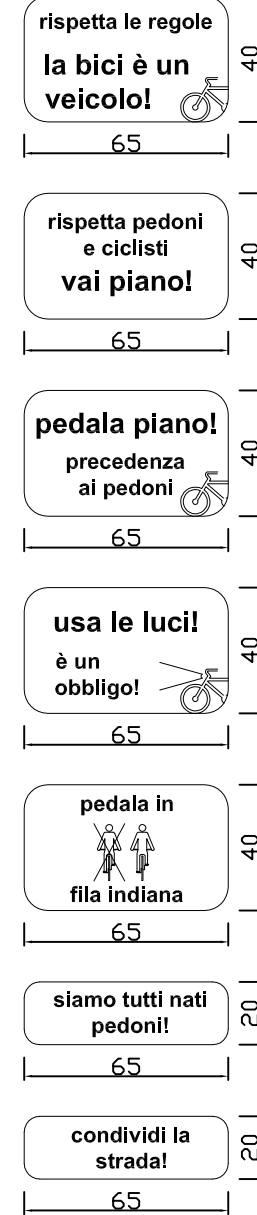 rispetta le regole
la bici è un
veicolo!
40
65
rispetta pedoni
e ciclisti
vai piano!
40
65
pedala piano!
precedenza
ai pedoni
40
65
usa le luci!
è un
obbligo!
40
65
pedala in
fila indiana
40
65
siamo tutti nati
pedoni!
20
65
condividi la
strada!
20
65